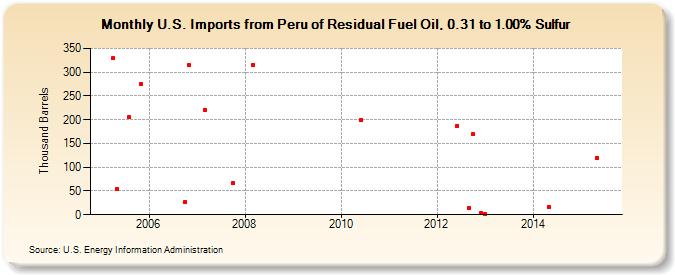 Monthly U.S. Imports from Peru of Residual Fuel Oil, 0.31 to 1.00% Sulfur
Thousand Barrels
350
300
250
200
150
100
50
0
2006 2008 2010 2012 2014
Source: U.S. Energy Information Administration